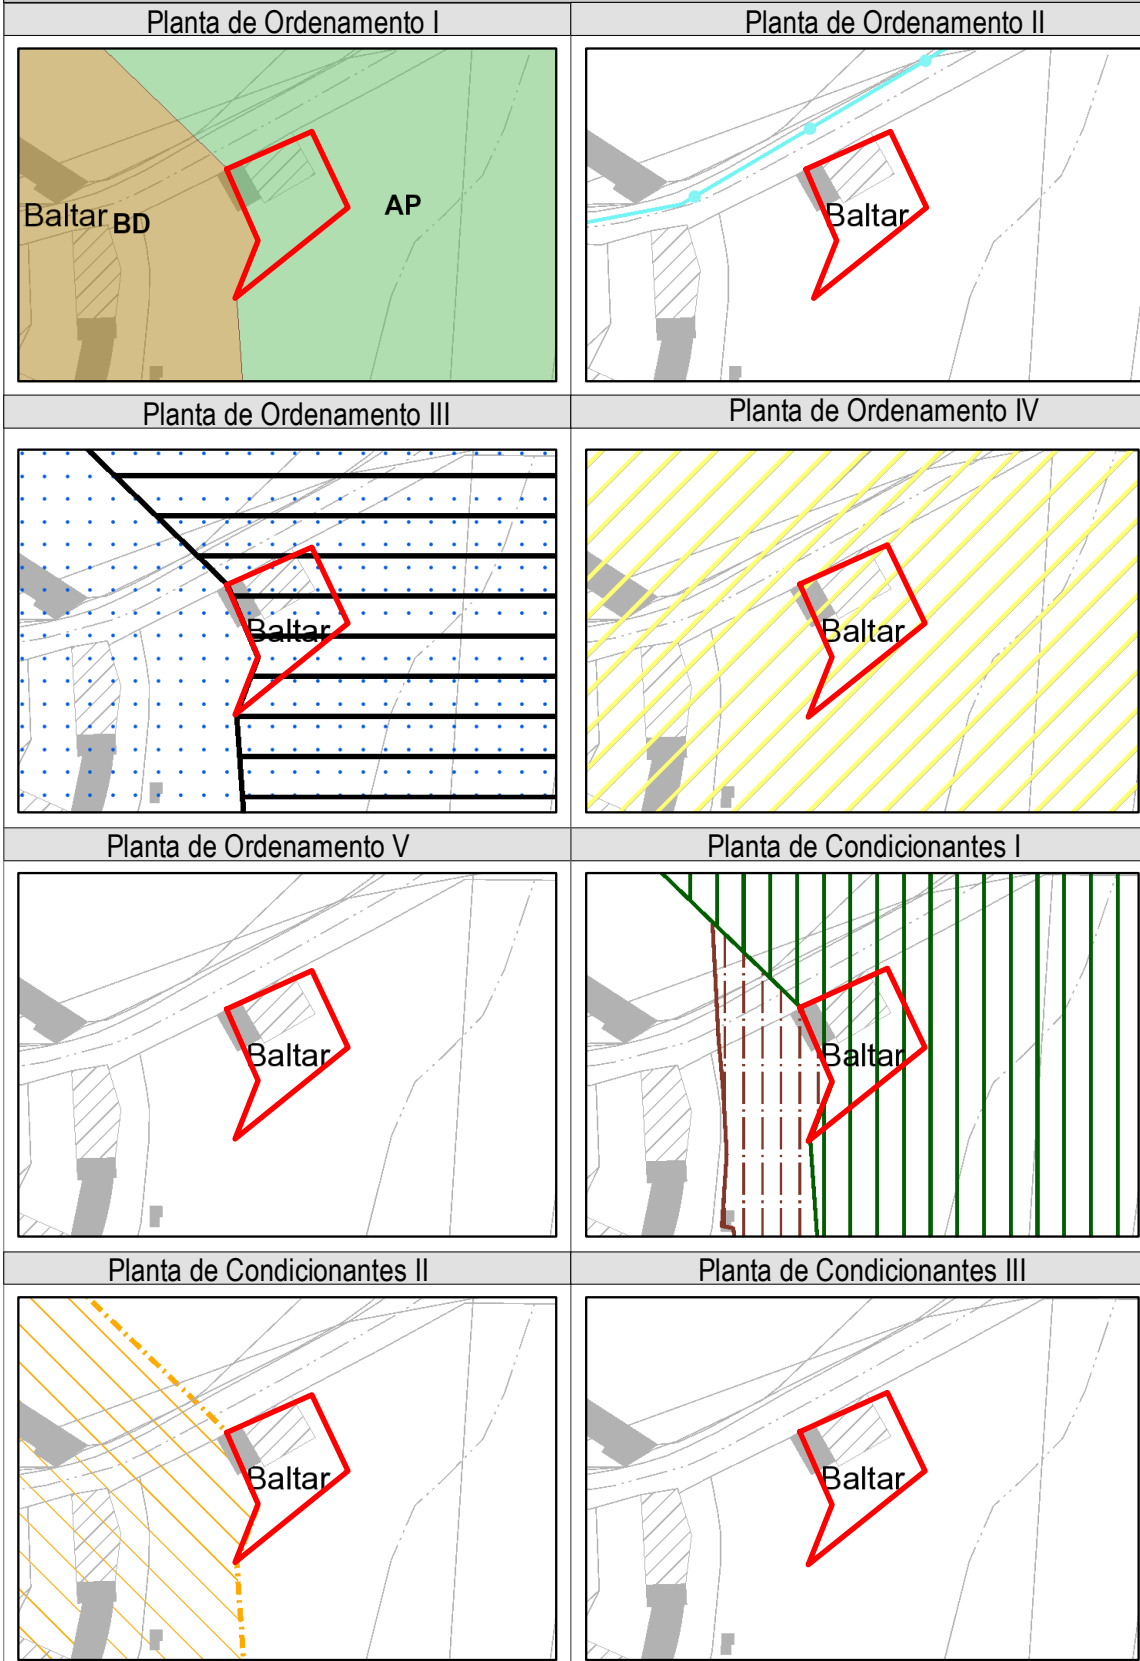 Planta de Ordenamento I
Planta de Ordenamento II
Baltar BD
AP
Baltar
Planta de Ordenamento III
Planta de Ordenamento IV
Baltar
Baltar
Planta de Ordenamento V
Planta de Condicionantes I
Baltar
Baltar
Planta de Condicionantes II
Planta de Condicionantes III
Baltar
Baltar